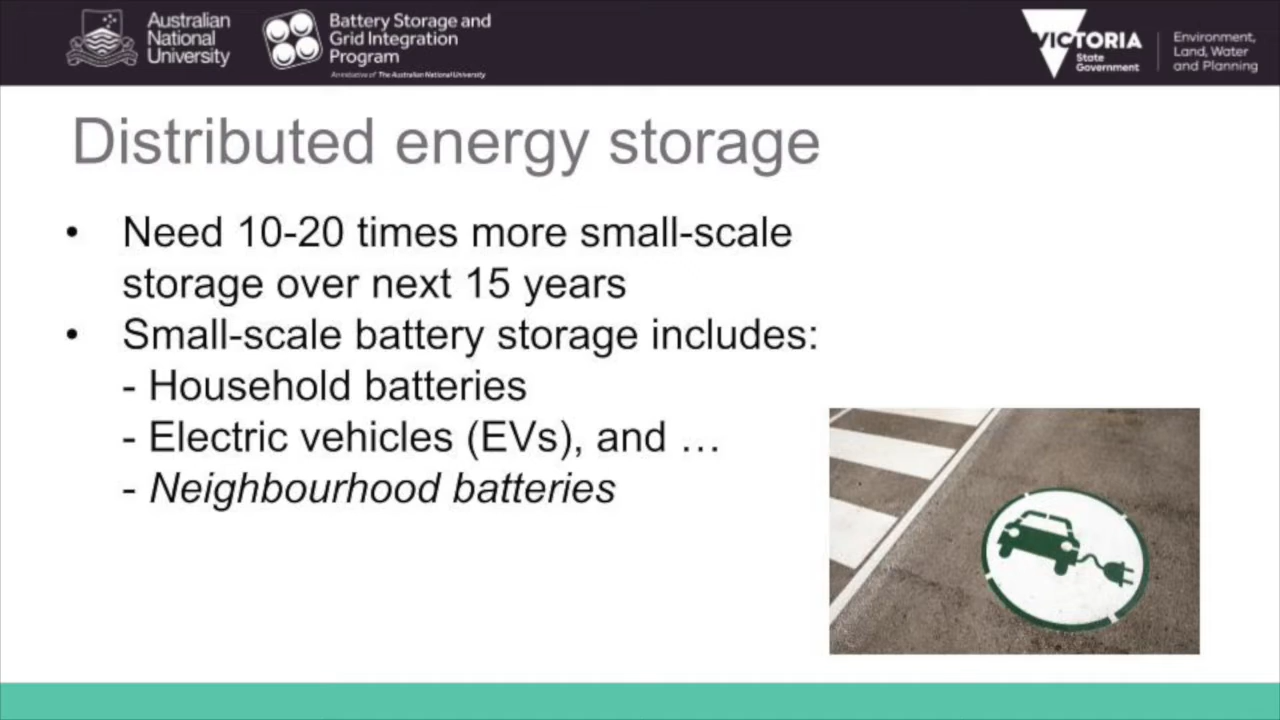 Australian
National
University
Battery Storage and
Grid Integration
Program
An initiative of The Australian National University
VICTORIA
State
Government
Environment,
Land, Water
and Planning
Distributed energy storage
• Need 10-20 times more small-scale
storage over next 15 years
• Small-scale battery storage includes:
- Household batteries
- Electric vehicles (EVs), and …
- Neighbourhood batteries